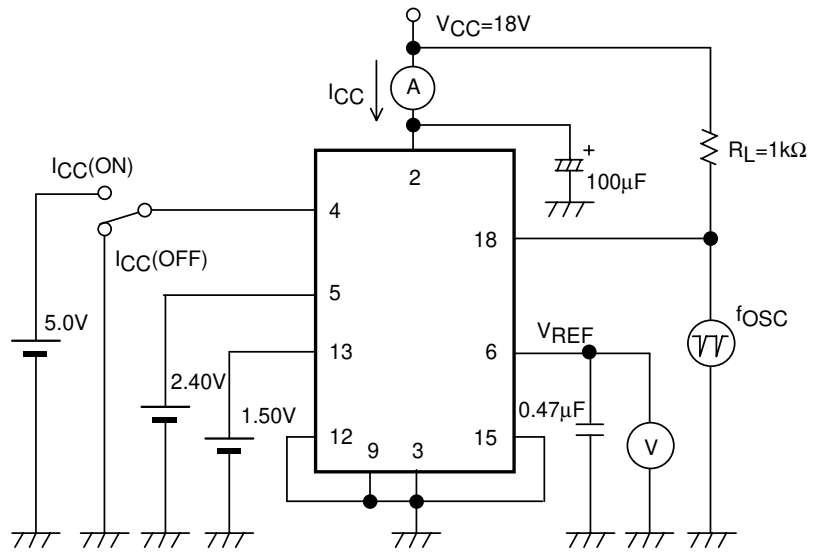 VCC=18V
A
ICC
ICC(ON)
2
+
100µF
RL=1kΩ
4
18
ICC(OFF)
5
fOSC
5.0V
VREF
13
6
2.40V
1.50V
0.47µF
12
9
3
15
V